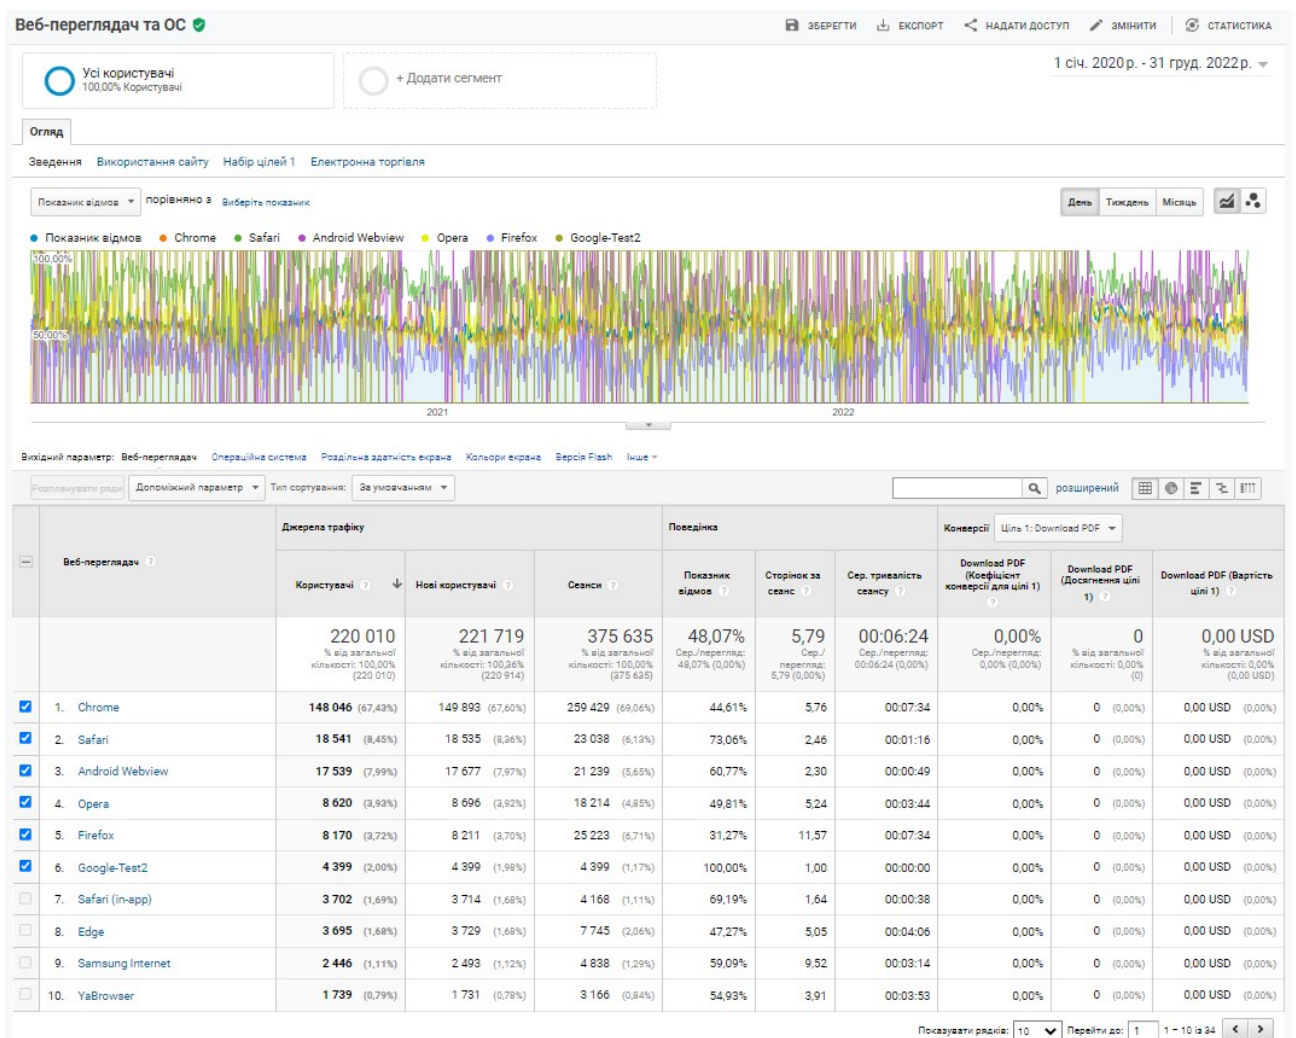 Веб-переглядач та ОС
ЗБЕРЕГТИ ЕКСПОРТ НАДАТИ ДОСТУП ЗМІНИТИ СТАТИСТИКА
Усі користувачі
100,00% Користувачі
+ Додати сегмент
1 січ. 2020 р. - 31 груд. 2022 р.
Огляд
Зведення Використання сайту Набір цілей 1 Електронна торгівля
Показник відмов порівняно з Виберіть показник
День Тиждень Місяць
Показник відмов Chrome Safari Android Webview Opera Firefox Google-Test2
100,00%
50,00%
2021 2022
Вихідний параметр: Веб-переглядач Операційна система Роздільна здатність екрана Кольори екрана Версія Flash Інше
Розпланувати ряди Допоміжний параметр Тип сортування: За умовчанням розширений
Веб-переглядач ?
Джерела трафіку Поведінка Конверсії Ціль 1: Download PDF
Користувачі ? Нові користувачі ? Сеанси ?
Показник відмов ?
Сторінок за сеанс ?
Сер. тривалість сеансу ?
Download PDF (Коефіцієнт конверсії для цілі 1) ?
Download PDF (Досягнення цілі 1) ?
Download PDF (Вартість цілі 1) ?
220 010 221 719 375 635 48,07% 5,79 00:06:24 0,00% 0 0,00 USD
% від загальної кількості: 100,00% (220 010)
% від загальної кількості: 100,36% (220 914)
% від загальної кількості: 100,00% (375 635)
Сер./перегляд: 48,07% (0,00%)
Сер./перегляд: 5,79 (0,00%)
Сер./перегляд: 00:06:24 (0,00%)
Сер./перегляд: 0,00% (0,00%)
% від загальної кількості: 0,00% (0)
% від загальної кількості: 0,00% (0,00 USD)
1. Chrome 148 046 (67,43%) 149 893 (67,60%) 259 429 (69,06%) 44,61% 5,76 00:07:34 0,00% 0 (0,00%) 0,00 USD (0,00%)
2. Safari 18 541 (8,45%) 18 535 (8,36%) 23 038 (6,13%) 73,06% 2,46 00:01:16 0,00% 0 (0,00%) 0,00 USD (0,00%)
3. Android Webview 17 539 (7,99%) 17 677 (7,97%) 21 239 (5,65%) 60,77% 2,30 00:00:49 0,00% 0 (0,00%) 0,00 USD (0,00%)
4. Opera 8 620 (3,93%) 8 696 (3,92%) 18 214 (4,85%) 49,81% 5,24 00:03:44 0,00% 0 (0,00%) 0,00 USD (0,00%)
5. Firefox 8 170 (3,72%) 8 211 (3,70%) 25 223 (6,71%) 31,27% 11,57 00:07:34 0,00% 0 (0,00%) 0,00 USD (0,00%)
6. Google-Test2 4 399 (2,00%) 4 399 (1,98%) 4 399 (1,17%) 100,00% 1,00 00:00:00 0,00% 0 (0,00%) 0,00 USD (0,00%)
7. Safari (in-app) 3 702 (1,69%) 3 714 (1,68%) 4 168 (1,11%) 69,19% 1,64 00:00:38 0,00% 0 (0,00%) 0,00 USD (0,00%)
8. Edge 3 695 (1,68%) 3 729 (1,68%) 7 745 (2,06%) 47,27% 5,05 00:04:06 0,00% 0 (0,00%) 0,00 USD (0,00%)
9. Samsung Internet 2 446 (1,11%) 2 493 (1,12%) 4 838 (1,29%) 59,09% 9,52 00:03:14 0,00% 0 (0,00%) 0,00 USD (0,00%)
10. YaBrowser 1 739 (0,79%) 1 731 (0,78%) 3 166 (0,84%) 54,93% 3,91 00:03:53 0,00% 0 (0,00%) 0,00 USD (0,00%)
Показувати рядків: 10 Перейти до: 1 1 – 10 із 34